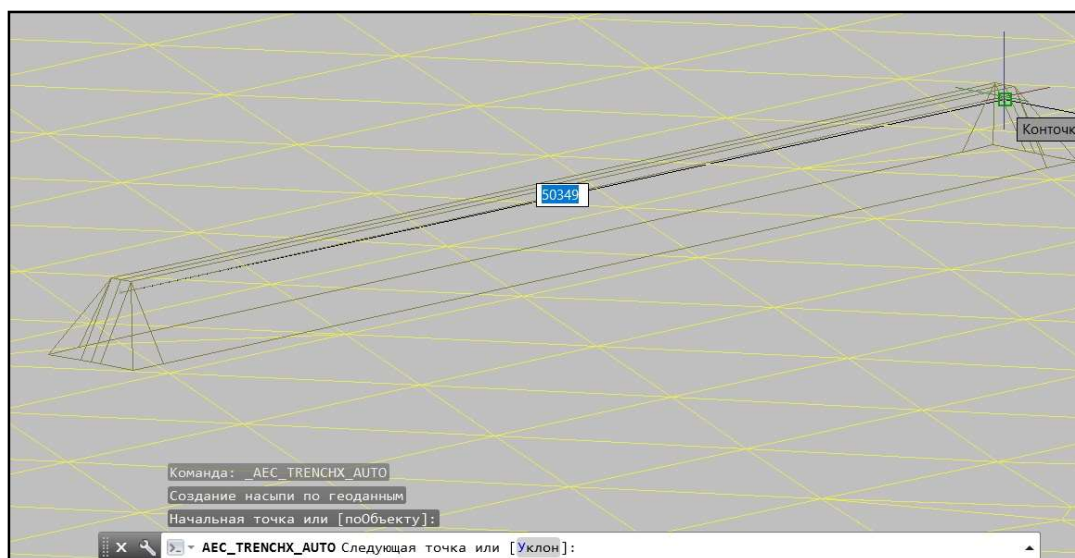 Конточк
50349
Команда: _AEC_TRENCHX_AUTO
Создание насыпи по геоданным
Начальная точка или [поОбъекту]:
AEC_TRENCHX_AUTO Следующая точка или [Уклон]: